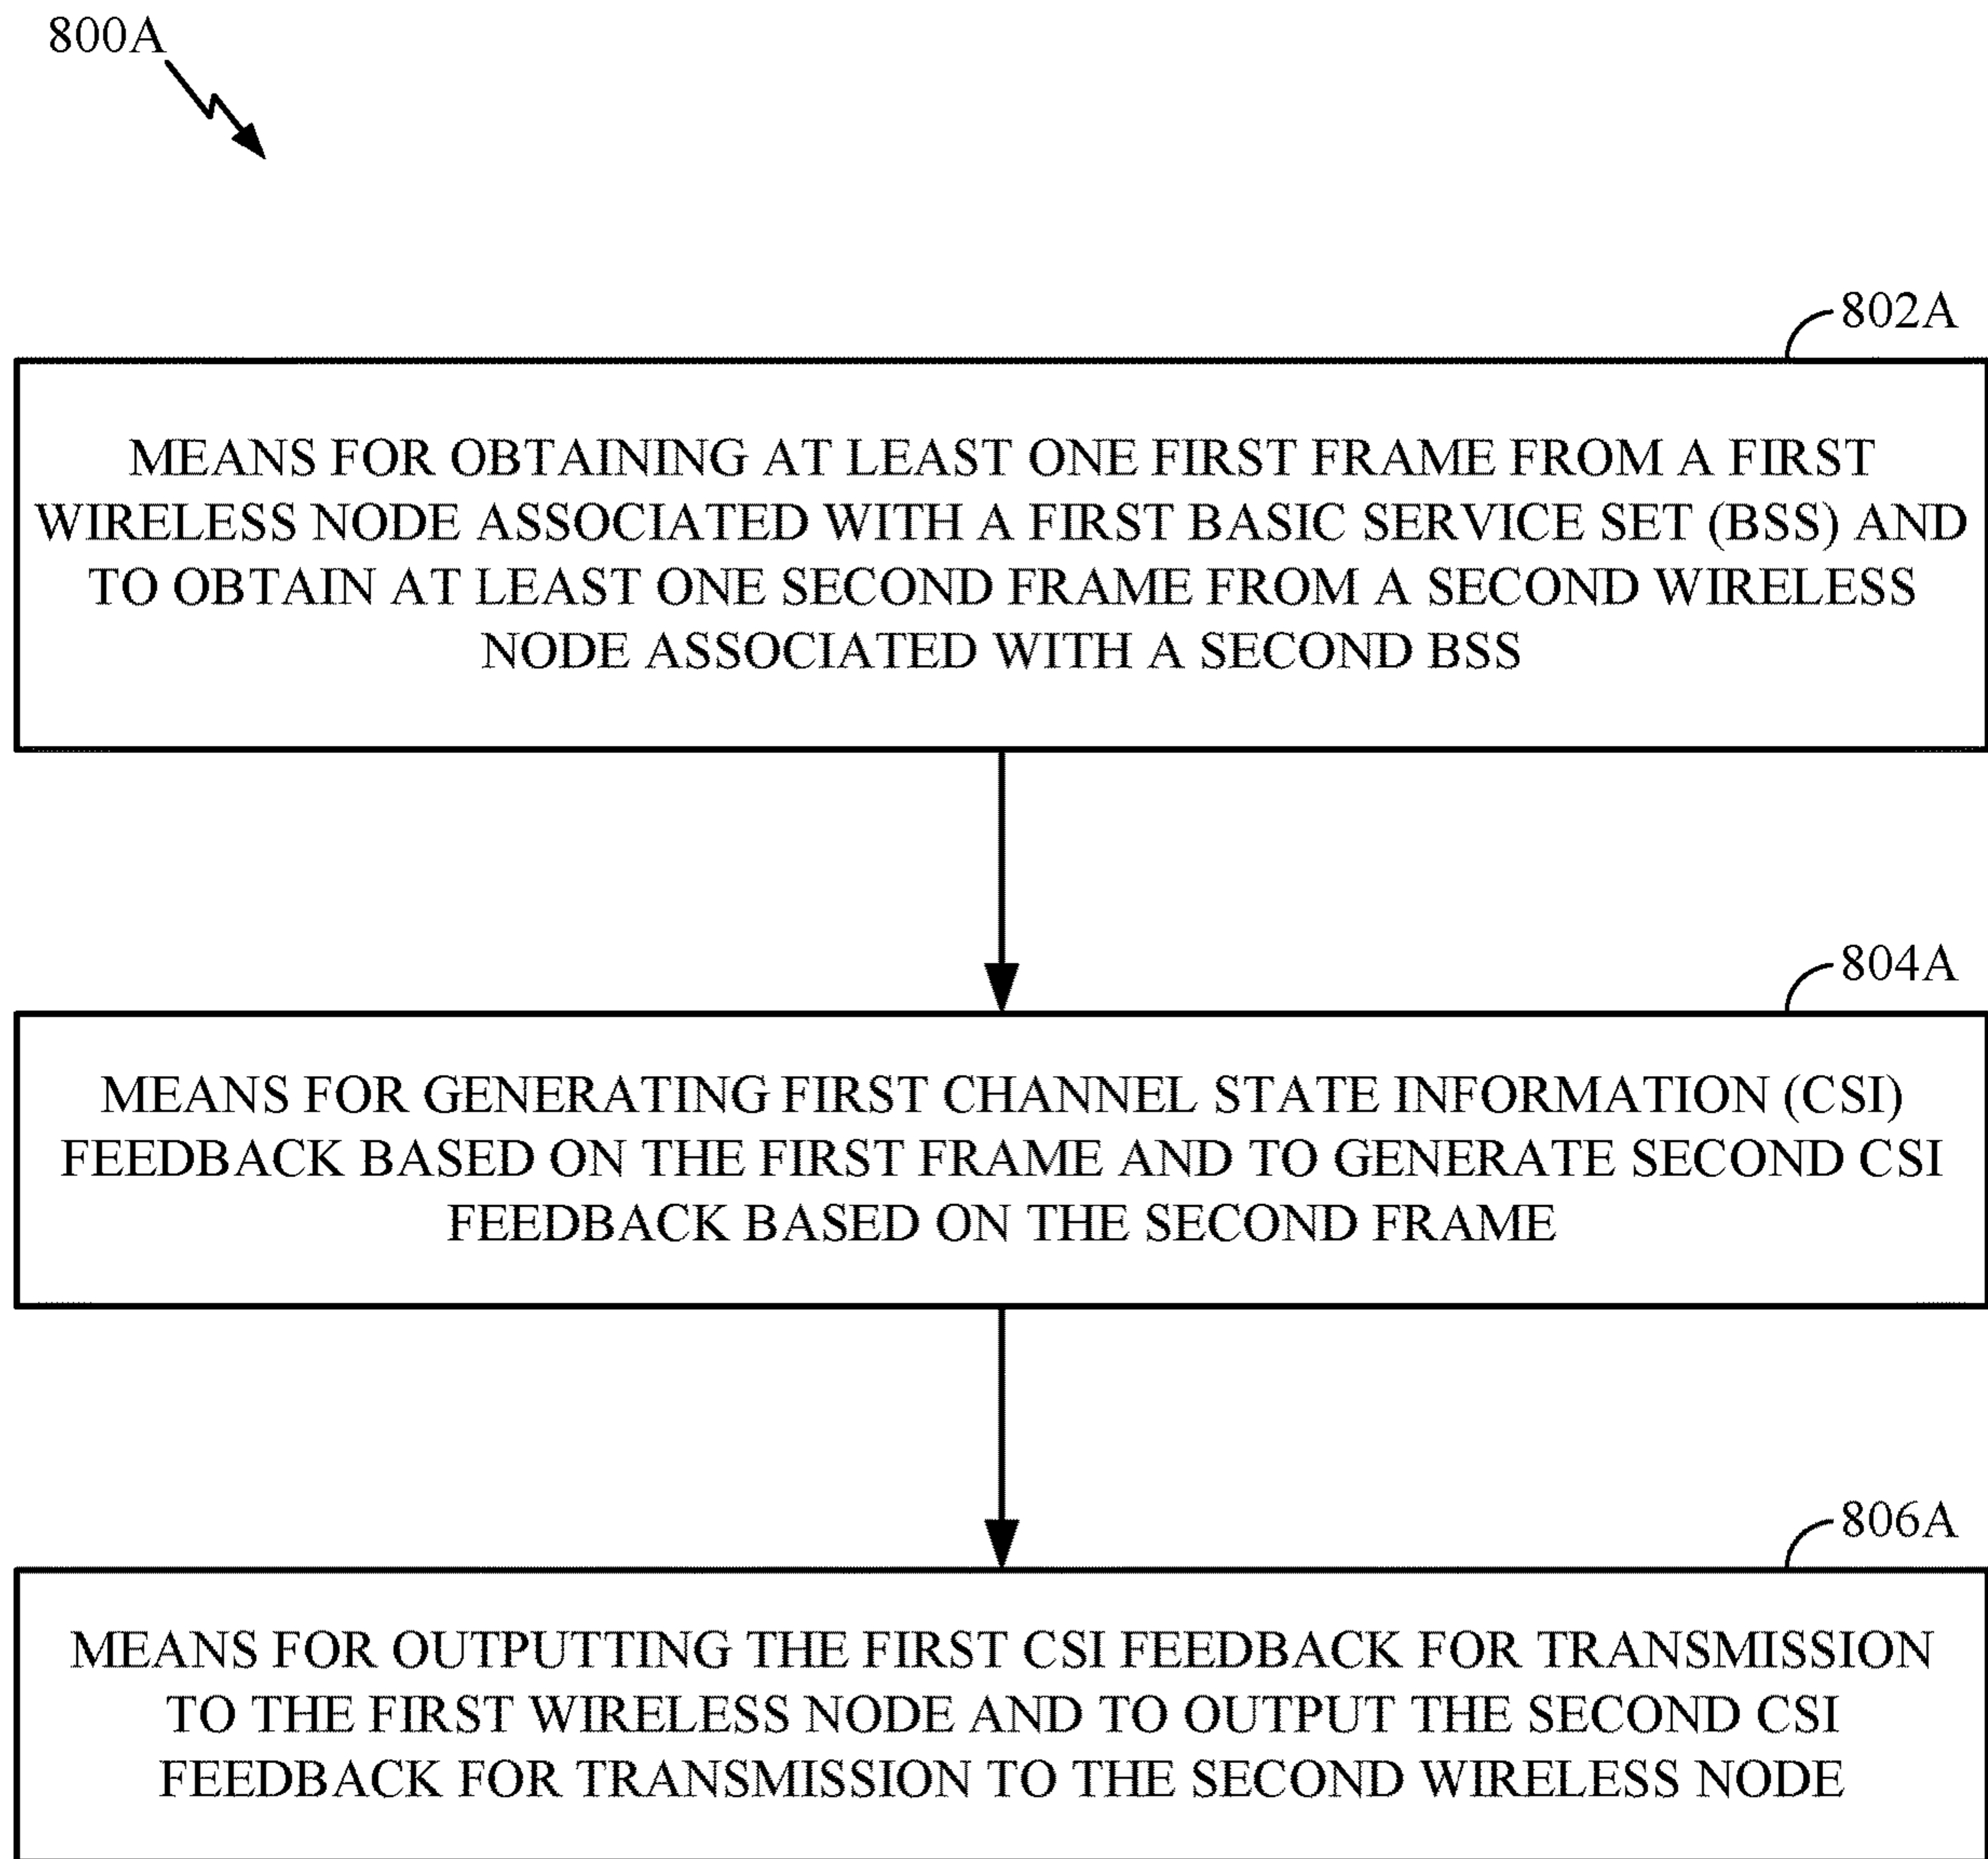 800A
802A
MEANS FOR OBTAINING AT LEAST ONE FIRST FRAME FROM A FIRST
WIRELESS NODE ASSOCIATED WITH A FIRST BASIC SERVICE SET (BSS) AND
TO OBTAIN AT LEAST ONE SECOND FRAME FROM A SECOND WIRELESS
NODE ASSOCIATED WITH A SECOND BSS
804A
MEANS FOR GENERATING FIRST CHANNEL STATE INFORMATION (CSI)
FEEDBACK BASED ON THE FIRST FRAME AND TO GENERATE SECOND CSI
FEEDBACK BASED ON THE SECOND FRAME
806A
MEANS FOR OUTPUTTING THE FIRST CSI FEEDBACK FOR TRANSMISSION
TO THE FIRST WIRELESS NODE AND TO OUTPUT THE SECOND CSI
FEEDBACK FOR TRANSMISSION TO THE SECOND WIRELESS NODE